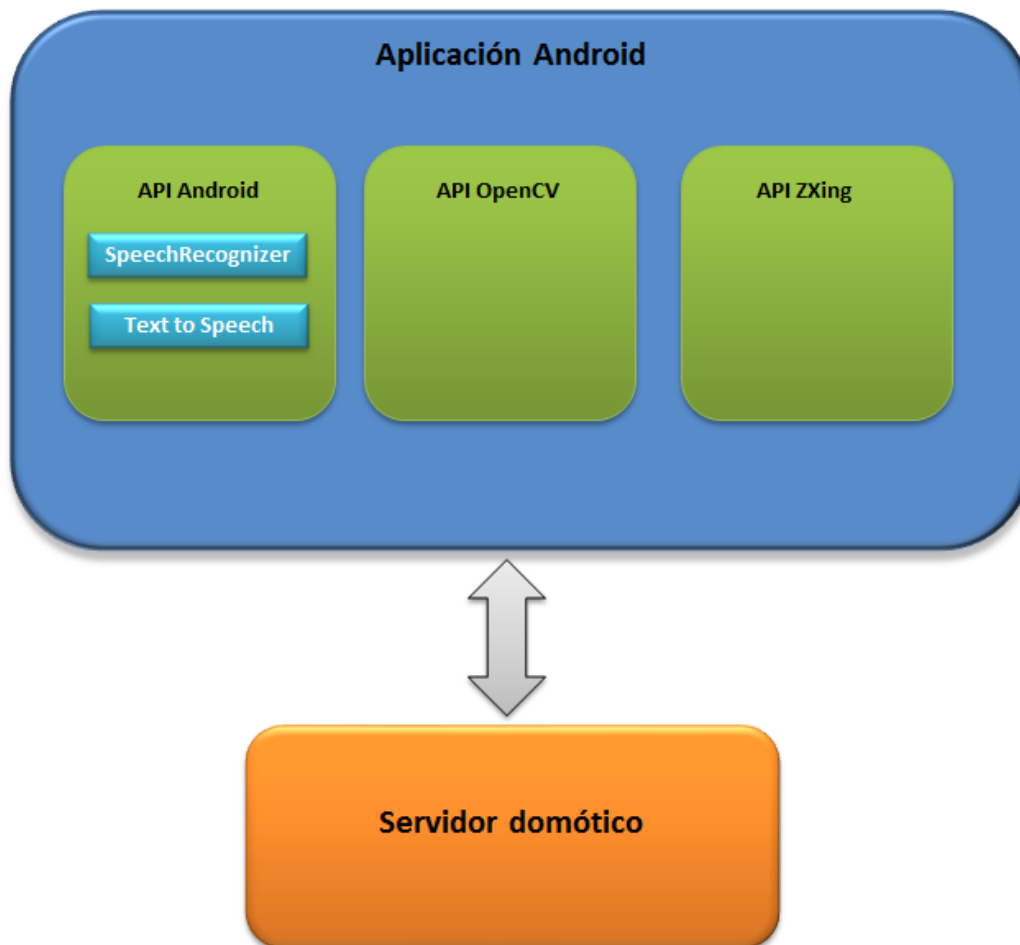 Aplicación Android
API Android
SpeechRecognizer
Text to Speech
API OpenCV
API ZXing
Servidor domótico